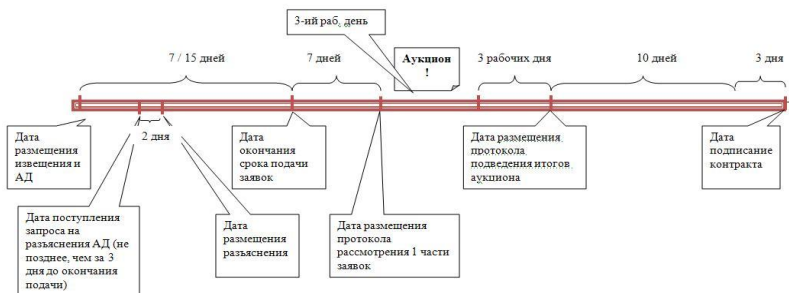 3-ий раб, день
7 / 15 дней
7 дней
Аукцион
!
3 рабочих дня
10 дней
3 дня
Дата
размещения
извещения и
АД
2 дня
Дата
окончания
срока подачи
заявок
Дата размещения
протокола
подведения итогов
аукциона
Дата
подписание
контракта
Дата поступления
запроса на
разъяснения АД (не
позднее, чем за 3
дня до окончания
подачи)
Дата
размещения
разъяснения
Дата размещения
протокола
рассмотрения 1 части
заявок